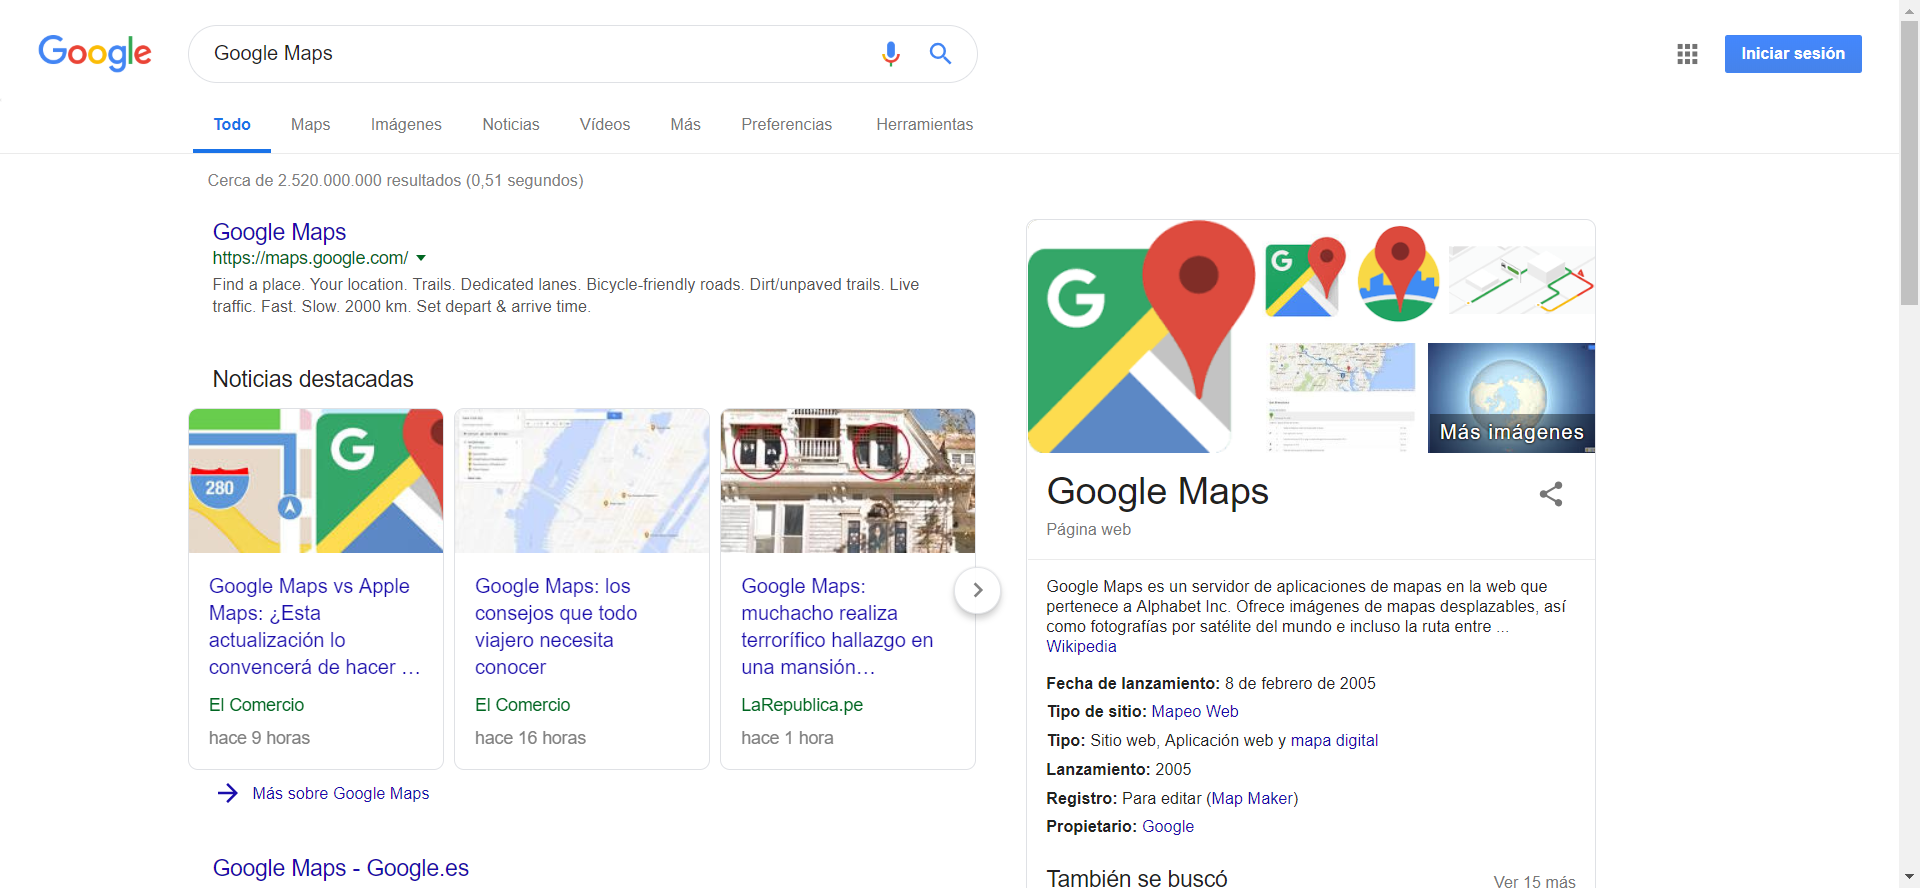 Google
Google Maps
Iniciar sesión
Todo
Maps
Imágenes
Noticias
Vídeos
Más
Preferencias
Herramientas
Cerca de 2.520.000.000 resultados (0,51 segundos)
Google Maps
https://maps.google.com/
Find a place. Your location. Trails. Dedicated lanes. Bicycle-friendly roads. Dirt/unpaved trails. Live
traffic. Fast. Slow. 2000 km. Set depart & arrive time.
Noticias destacadas
280
G
Google Maps vs Apple
Maps: ¿Esta
actualización lo
convencerá de hacer ...
El Comercio
hace 9 horas
Google Maps: los
consejos que todo
viajero necesita
conocer
El Comercio
hace 16 horas
Google Maps:
muchacho realiza
terrorífico hallazgo en
una mansión...
LaRepublica.pe
hace 1 hora
Más sobre Google Maps
Google Maps - Google.es
G
G
Más imágenes
Google Maps
Página web
Google Maps es un servidor de aplicaciones de mapas en la web que
pertenece a Alphabet Inc. Ofrece imágenes de mapas desplazables, así
como fotografías por satélite del mundo e incluso la ruta entre ...
Wikipedia
Fecha de lanzamiento: 8 de febrero de 2005
Tipo de sitio: Mapeo Web
Tipo: Sitio web, Aplicación web y mapa digital
Lanzamiento: 2005
Registro: Para editar (Map Maker)
Propietario: Google
También se buscó
Ver 15 más